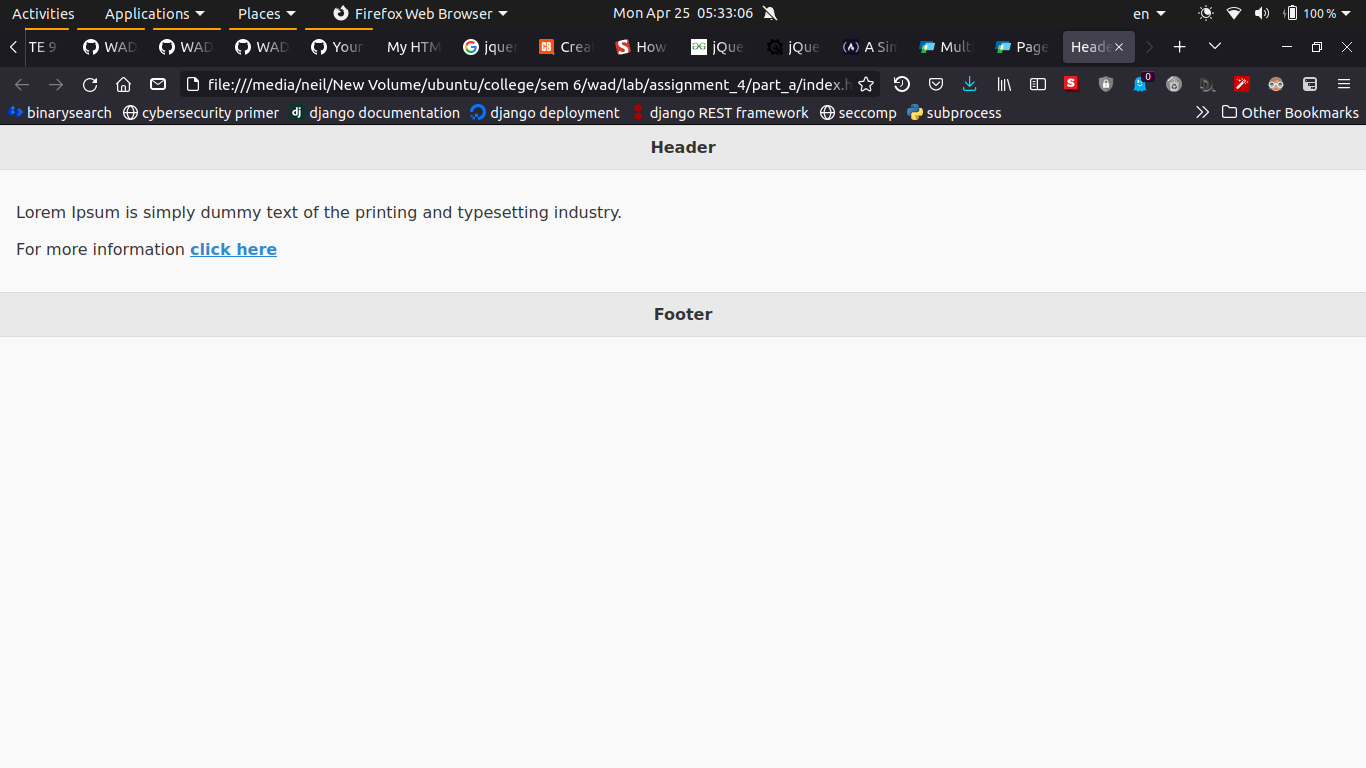 Activities Applications Places Firefox Web Browser Mon Apr 25 05:33:06 en 100 %
TE 9 WAD WAD WAD Your My HTM jque Crea How jQue jQue A Sin Mult Page Heade
file:///media/neil/New Volume/ubuntu/college/sem 6/wad/lab/assignment_4/part_a/index.h 0
binarysearch cybersecurity primer django documentation django deployment django REST framework seccomp subprocess Other Bookmarks
Header
Lorem Ipsum is simply dummy text of the printing and typesetting industry.
For more information click here
Footer